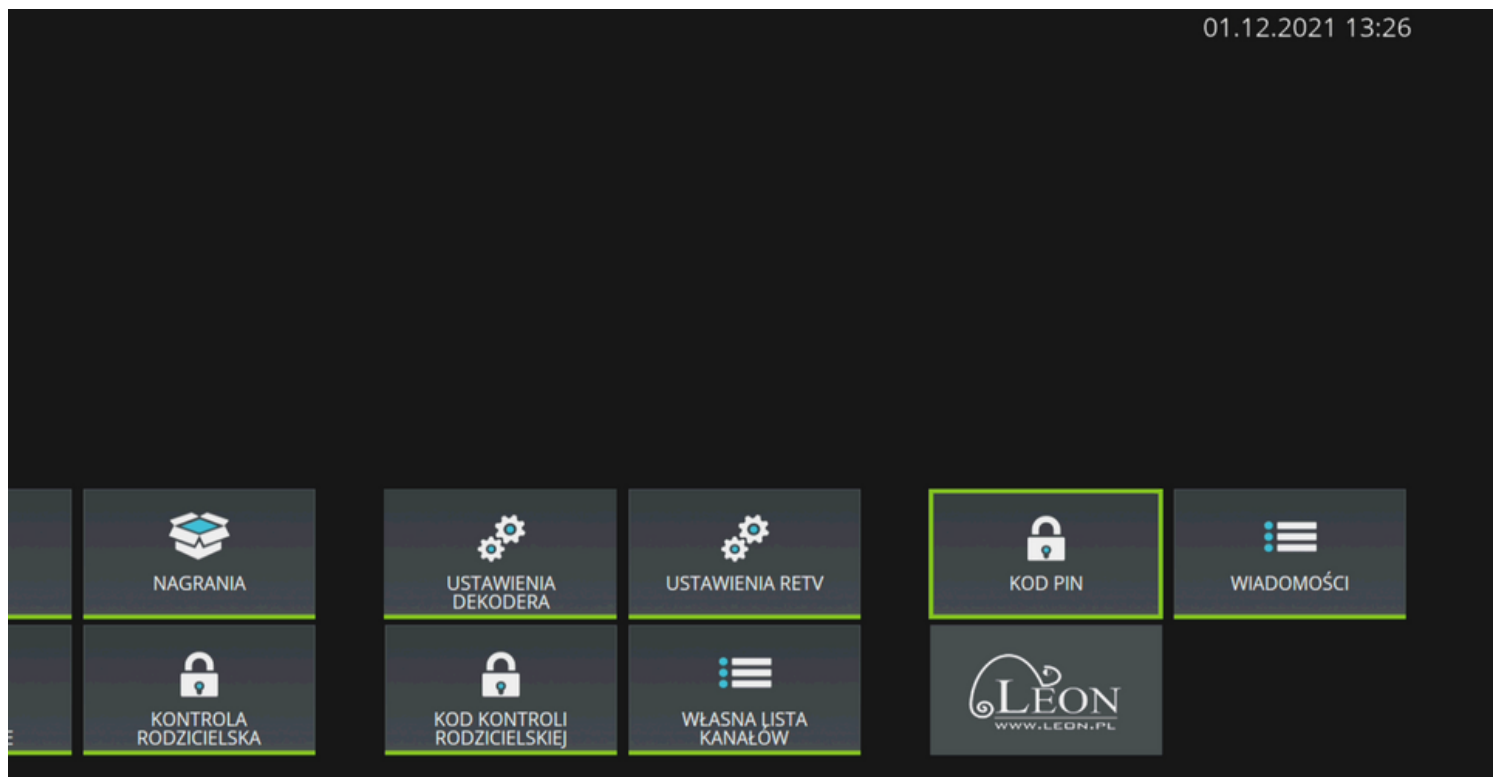 01.12.2021 13:26
NAGRANIA
USTAWIENIA
DEKODERA
USTAWIENIA RETV
KOD PIN
WIADOMOŚCI
E
KONTROLA
RODZICIELSKA
KOD KONTROLI
RODZICIELSKIEJ
WŁASNA LISTA
KANAŁÓW
LEON
WWW.LEON.PL